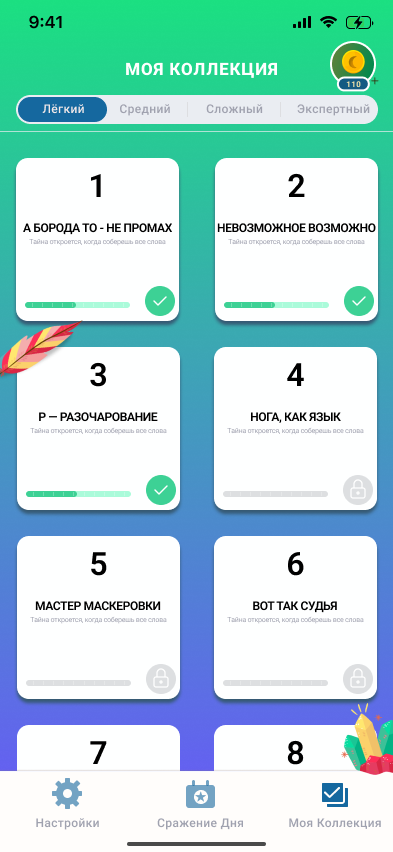 9:41
МОЯ КОЛЛЕКЦИЯ
110
+
Лёгкий
Средний
Сложный
Экспертный
1
А БОРОДА ТО - НЕ ПРОМАХ
Тайна откроется, когда соберешь все слова
2
НЕВОЗМОЖНОЕ ВОЗМОЖНО
Тайна откроется, когда соберешь все слова
3
Р — РАЗОЧАРОВАНИЕ
Тайна откроется, когда соберешь все слова
4
НОГА, КАК ЯЗЫК
Тайна откроется, когда соберешь все слова
5
МАСТЕР МАСКЕРОВКИ
Тайна откроется, когда соберешь все слова
6
ВОТ ТАК СУДЬЯ
Тайна откроется, когда соберешь все слова
7
8
Настройки
Сражение Дня
Моя Коллекция